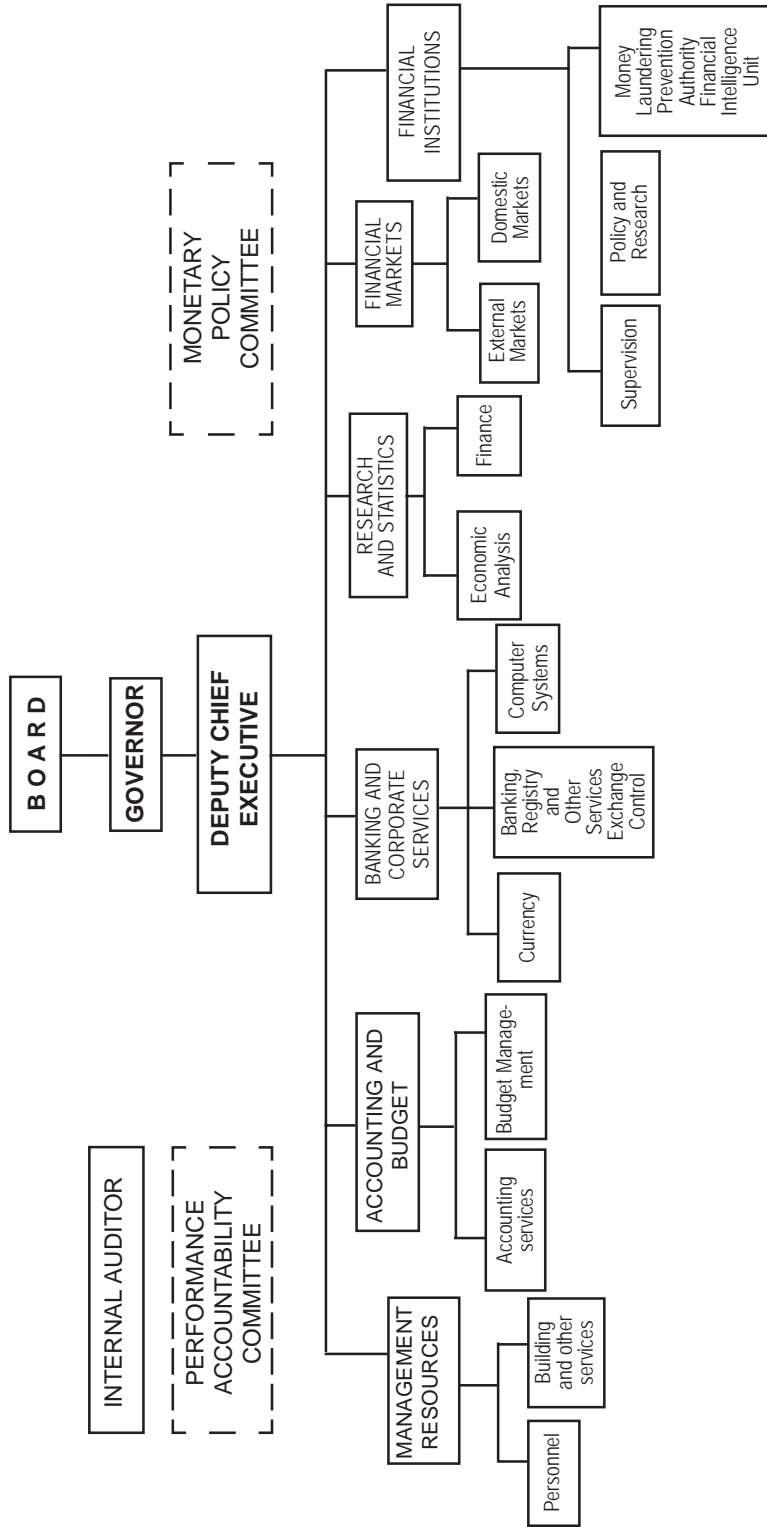 B O A R D
GOVERNOR
DEPUTY CHIEF
EXECUTIVE
INTERNAL AUDITOR
PERFORMANCE
ACCOUNTABILITY
COMMITTEE
MONETARY
POLICY
COMMITTEE
MANAGEMENT
RESOURCES
Personnel
Building
and other
services
ACCOUNTING AND
BUDGET
Accounting
services
Budget Manage-
ment
BANKING AND
CORPORATE
SERVICES
Currency
Banking,
Registry
and
Other
Services
Exchange
Control
Computer
Systems
RESEARCH
AND STATISTICS
Economic
Analysis
Finance
FINANCIAL
MARKETS
External
Markets
Domestic
Markets
FINANCIAL
INSTITUTIONS
Supervision
Policy and
Research
Money
Laundering
Prevention
Authority
Financial
Intelligence
Unit